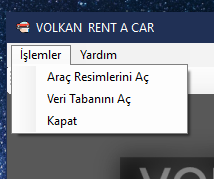 VOLKAN RENT A CAR
İşlemler Yardım
Araç Resimlerini Aç
Veri Tabanını Aç
Kapat